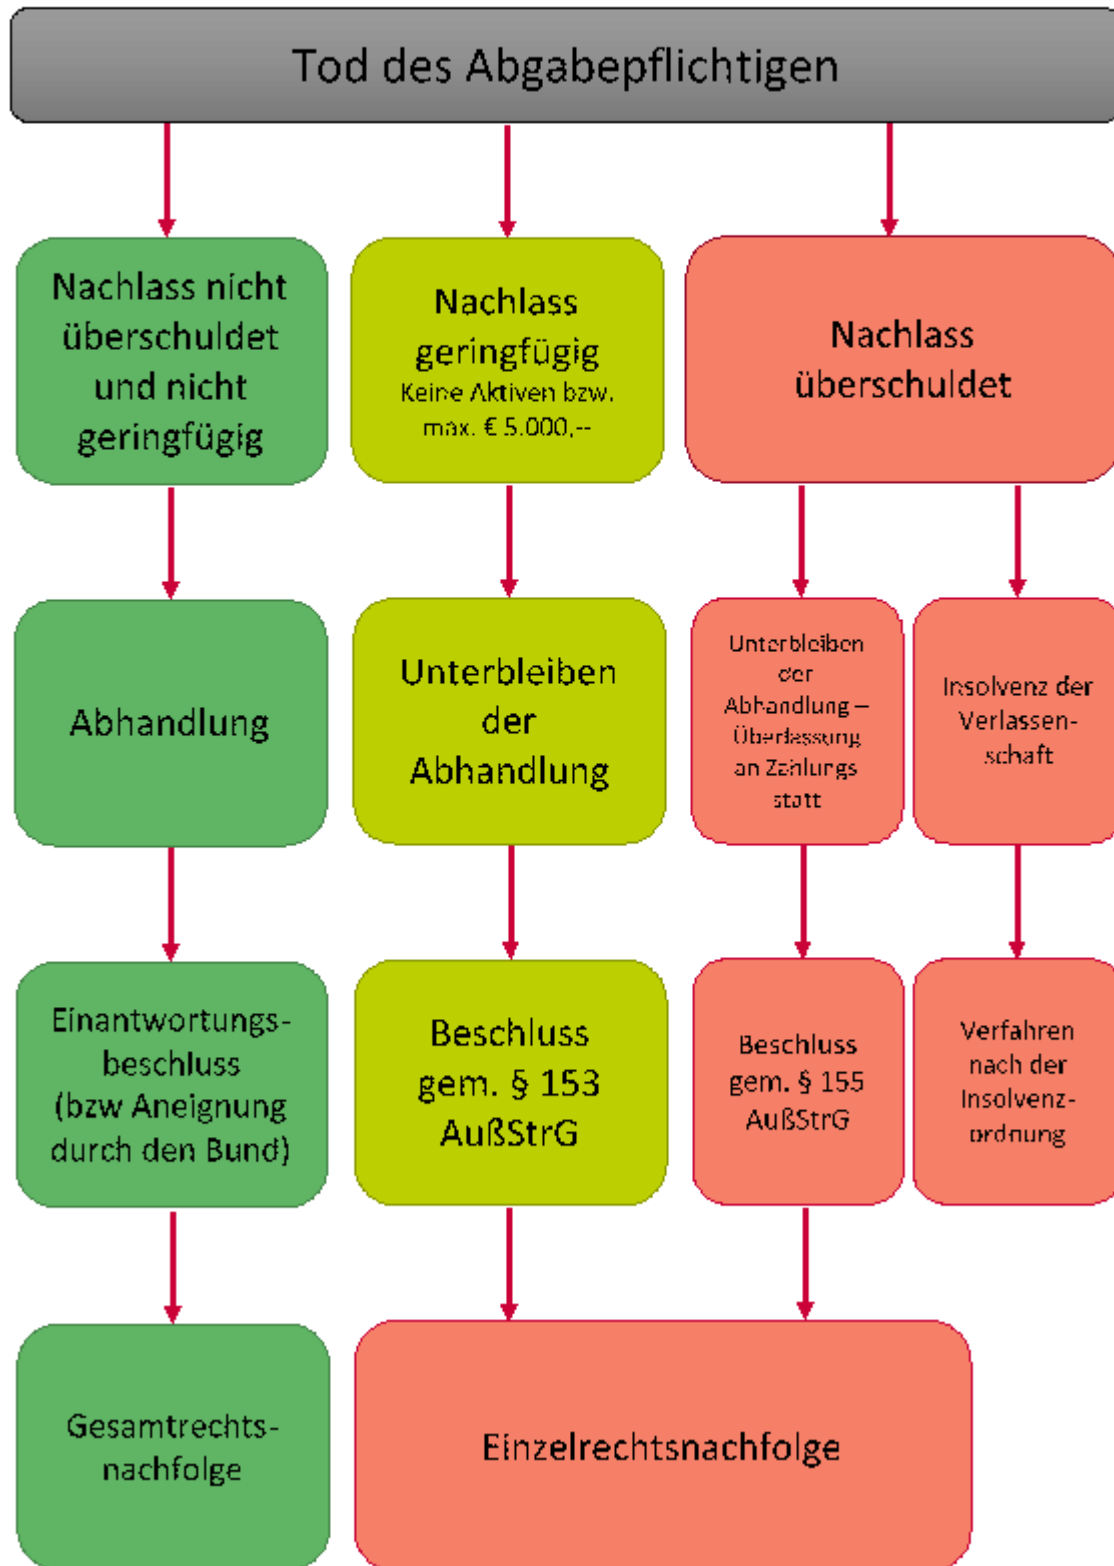 Tod des Abgabepflichtigen
Nachlass nicht
überschuldet
und nicht
geringfügig
Nachlass
geringfügig
Keine Aktiven bzw.
max. € 5.000,--
Nachlass
überschuldet
Abhandlung
Unterbleiben
der
Abhandlung
Unterbleiben
der
Abhandlung –
Überlassung
an Zahlungs
statt
Insolvenz der
Verlassen-
schaft
Einantwortungs-
beschluss
(bzw Aneignung
durch den Bund)
Beschluss
gem. § 153
AußStrG
Beschluss
gem. § 155
AußStrG
Verfahren
nach der
Insolvenz-
ordnung
Gesamtrechts-
nachfolge
Einzelrechtsnachfolge